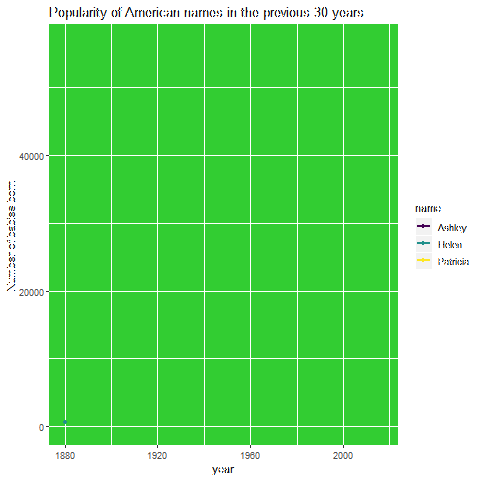 Popularity of American names in the previous 30 years
Number of babies born
40000
20000
0
1880 1920 1960 2000
year
name
Ashley
Helen
Patricia